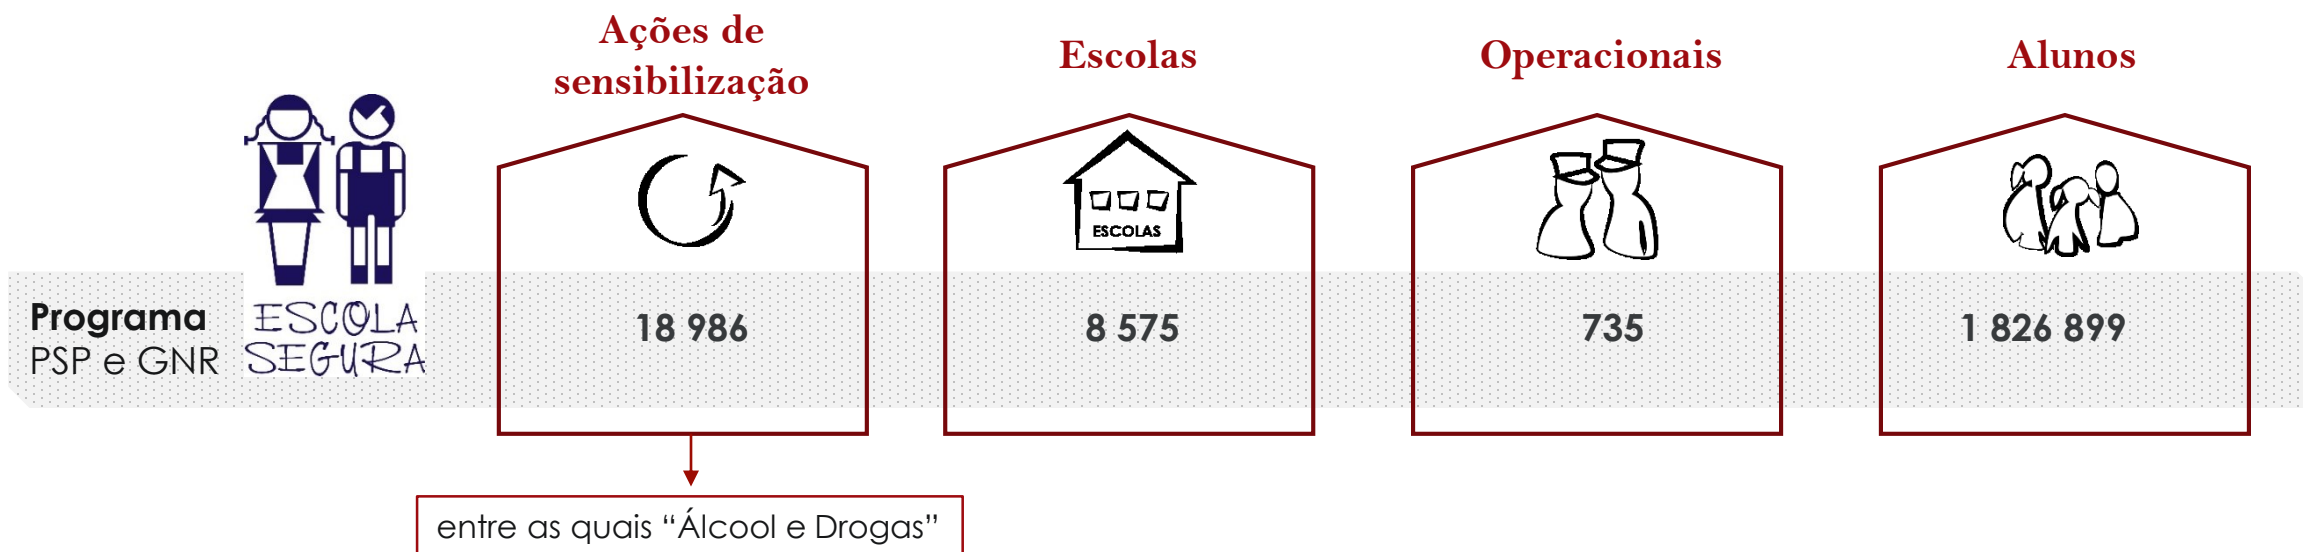 Ações de
sensibilização
Escolas
Operacionais
Alunos
ESCOLAS
Programa
PSP e GNR
ESCOLA
SEGURA
18 986
8 575
735
1 826 899
entre as quais “Álcool e Drogas”